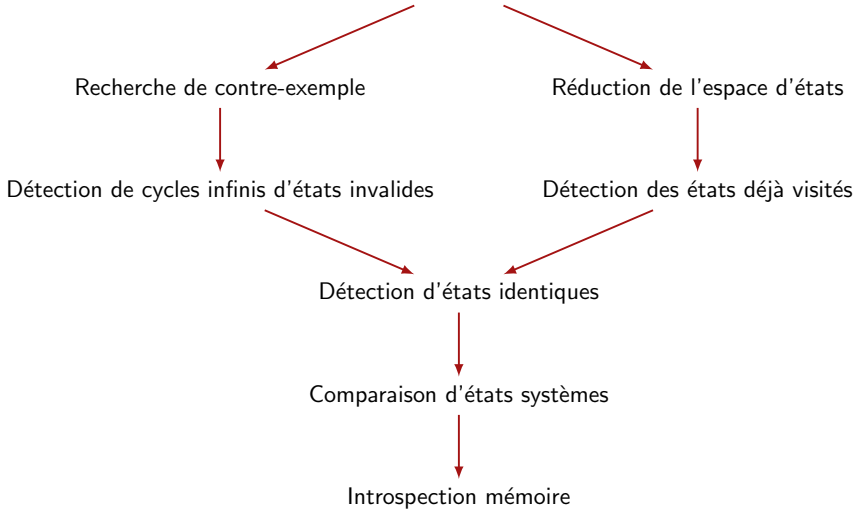 Recherche de contre-exemple
Réduction de l'espace d'états
Détection de cycles infinis d'états invalides
Détection des états déjà visités
Détection d'états identiques
Comparaison d'états systèmes
Introspection mémoire